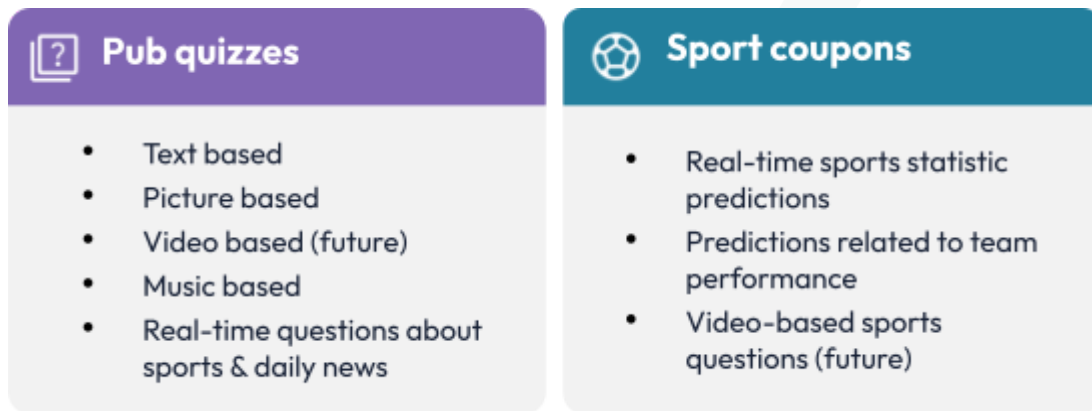 Pub quizzes
• Text based
• Picture based
• Video based (future)
• Music based
• Real-time questions about
sports & daily news
Sport coupons
• Real-time sports statistic
predictions
• Predictions related to team
performance
• Video-based sports
questions (future)